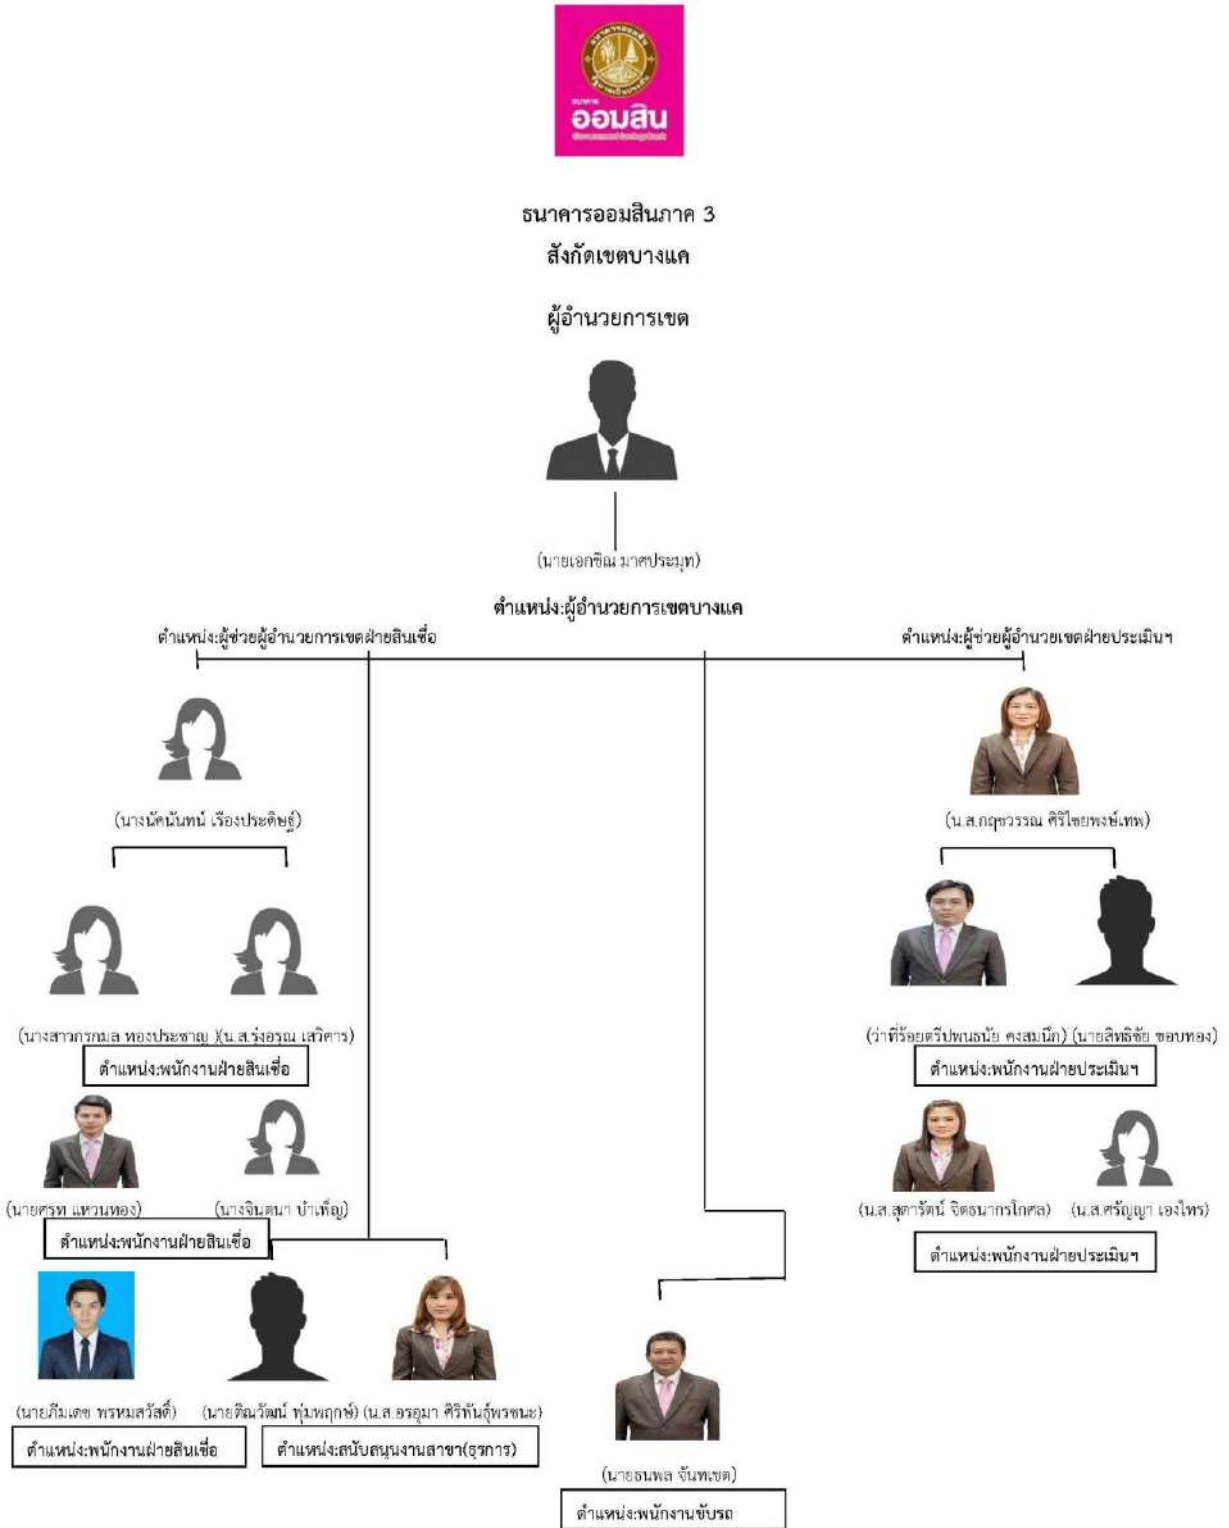 ธนาคาร
ออมสิน
Government Savings Bank
ธนาคารออมสินภาค 3
สังกัดเขตบางแค
ผู้อำนวยการเขต
(นายเอกชิณ มาศประมุท)
ตำแหน่ง:ผู้อำนวยการเขตบางแค
ตำแหน่ง:ผู้ช่วยผู้อำนวยการเขตฝ่ายสินเชื่อ
ตำแหน่ง:ผู้ช่วยผู้อำนวยเขตฝ่ายประเมินฯ
(นางนัคนันทน์ เรืองประดิษฐ์)
(น.ส.กฤชวรรณ ศิริไชยพงษ์เทพ)
(นางสาวกรกมล ทองประชาญ )(น.ส.รุ่งอรุณ เสวิคาร)
(ว่าที่ร้อยตรีปพนธนัย คงสมนึก) (นายสิทธิชัย ชอบทอง)
ตำแหน่ง:พนักงานฝ่ายสินเชื่อ
ตำแหน่ง:พนักงานฝ่ายประเมินฯ
(นายศรุท แหวนทอง)
(นางจินตนา บำเพ็ญ)
(น.ส.สุดารัตน์ จิตธนากรโกศล)
(น.ส.ศรัญญา เองไทร)
ตำแหน่ง:พนักงานฝ่ายสินเชื่อ
ตำแหน่ง:พนักงานฝ่ายประเมินฯ
(นายภีมเดช พรหมสวัสดิ์)
(นายติณวัฒน์ พุ่มพฤกษ์) (น.ส.อรอุมา ศิริพันธุ์พรชนะ)
ตำแหน่ง:พนักงานฝ่ายสินเชื่อ
ตำแหน่ง:สนับสนุนงานสาขา(ธุรการ)
(นายธนพล จันทเขต)
ตำแหน่ง:พนักงานขับรถ